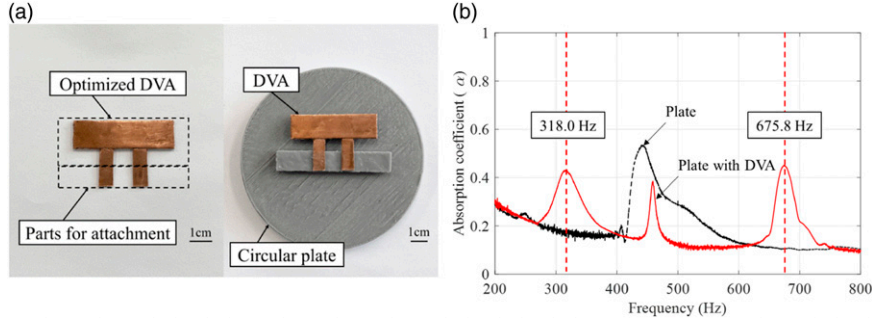 (a)
Optimized DVA
Parts for attachment
1cm
DVA
Circular plate
1cm
(b)
Absorption coefficient ( α )
1
0.8
0.6
0.4
0.2
0
318.0 Hz
Plate
Plate with DVA
675.8 Hz
200
300
400
500
600
700
800
Frequency (Hz)